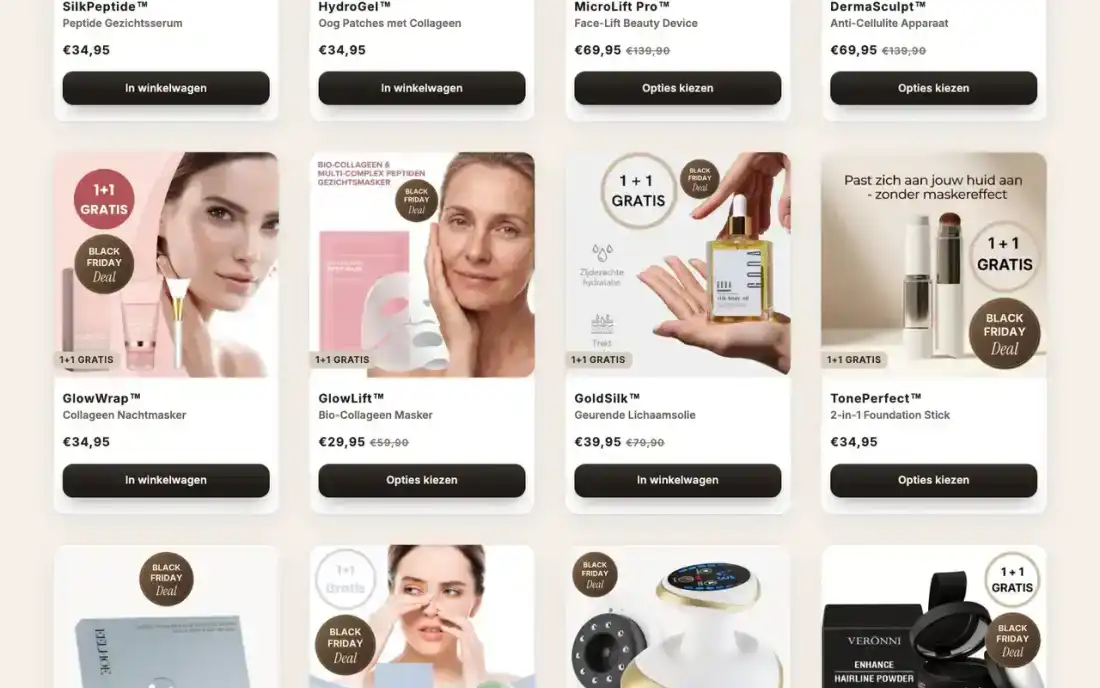 SilkPeptide™
Peptide Gezichtsserum
€34,95
In winkelwagen
HydroGel™
Oog Patches met Collageen
€34,95
In winkelwagen
MicroLift Pro™
Face-Lift Beauty Device
€69,95 €139,90
Opties kiezen
DermaSculpt™
Anti-Cellulite Apparaat
€69,95 €139,90
Opties kiezen
1+1
GRATIS
BLACK
FRIDAY
Deal
1+1 GRATIS
GlowWrap™
Collageen Nachtmasker
€34,95
In winkelwagen
BIO-COLLAGEEN &
MULTI-COMPLEX PEPTIDEN
GEZICHTSMASKER
BLACK
FRIDAY
Deal
1+1 GRATIS
GlowLift™
Bio-Collageen Masker
€29,95 €59,90
Opties kiezen
1 + 1
GRATIS
BLACK
FRIDAY
Deal
Zijdezachte
hydratatie
Trekt
1+1 GRATIS
GoldSilk™
Geurende Lichaamsolie
€39,95 €79,90
In winkelwagen
Past zich aan jouw huid aan
- zonder maskereffect
1 + 1
GRATIS
BLACK
FRIDAY
Deal
1+1 GRATIS
TonePerfect™
2-in-1 Foundation Stick
€34,95
Opties kiezen
BLACK
FRIDAY
Deal
1+1
Gratis
BLACK
FRIDAY
Deal
BLACK
FRIDAY
Deal
1 + 1
GRATIS
BLACK
FRIDAY
Deal
VERONNI
ENHANCE
HAIRLINE POWDER